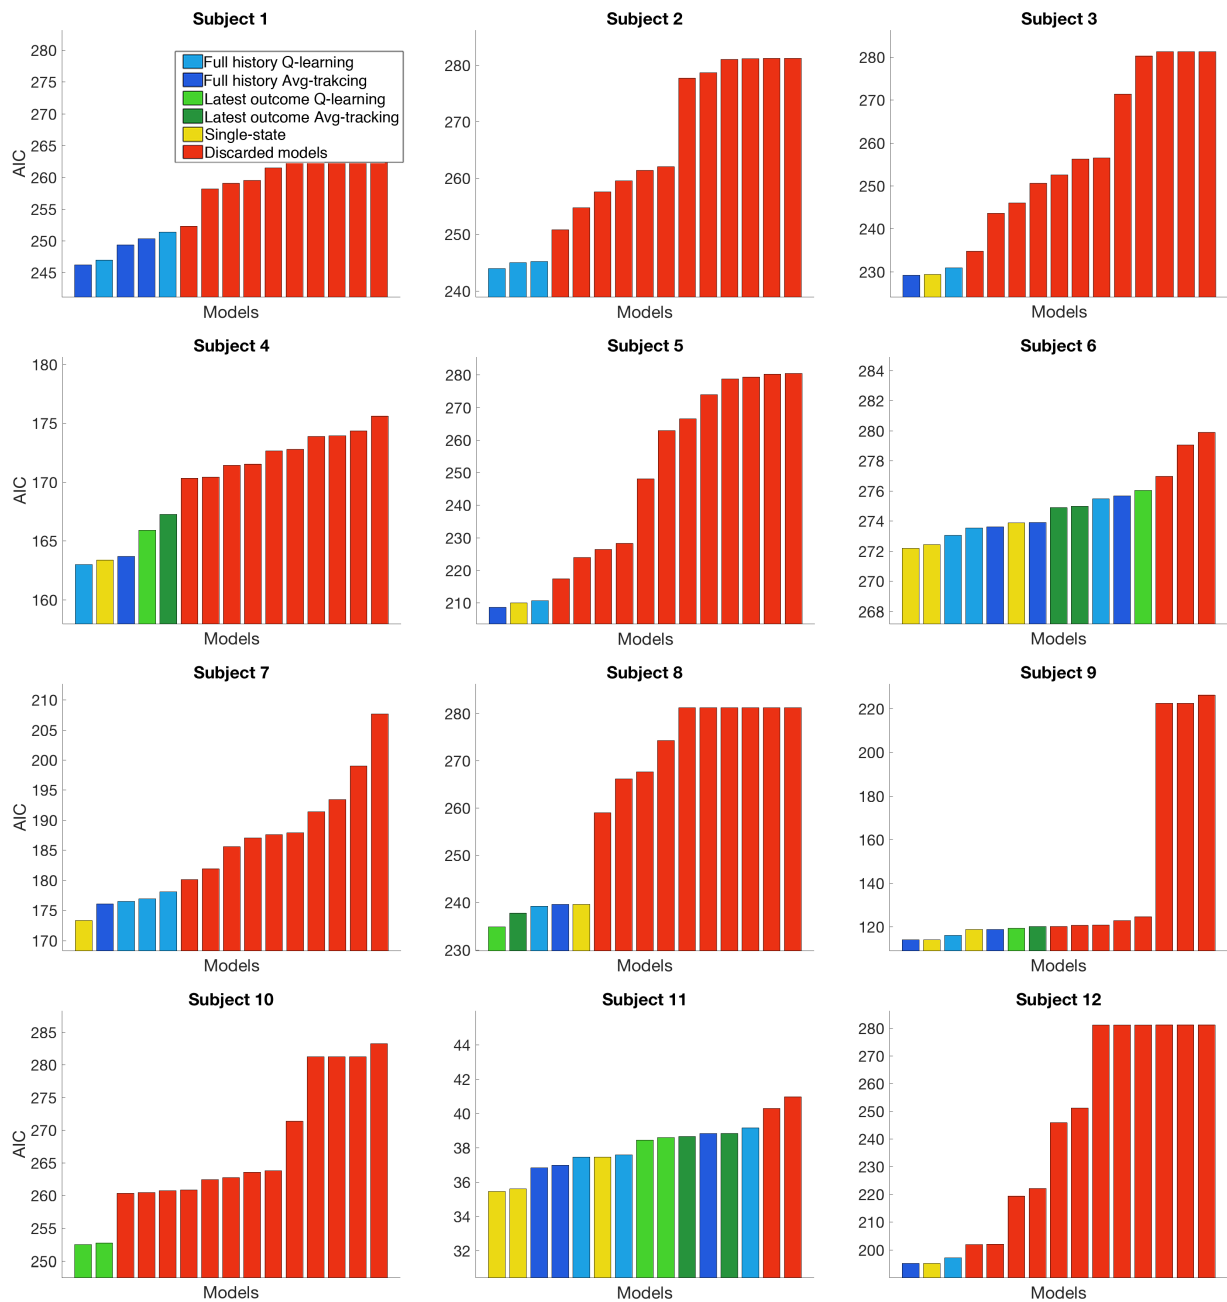 Subject 1
280
275
270
265
260
255
250
245
AIC
Full history Q-learning
Full history Avg-trakcing
Latest outcome Q-learning
Latest outcome Avg-tracking
Single-state
Discarded models
Models
Subject 2
280
270
260
250
240
Models
Subject 3
280
270
260
250
240
230
Models
Subject 4
180
175
170
165
160
AIC
Models
Subject 5
280
270
260
250
240
230
220
210
Models
Subject 6
284
282
280
278
276
274
272
270
268
Models
Subject 7
210
205
200
195
190
185
180
175
170
AIC
Models
Subject 8
280
270
260
250
240
230
Models
Subject 9
220
200
180
160
140
120
Models
Subject 10
285
280
275
270
265
260
255
250
AIC
Models
Subject 11
44
42
40
38
36
34
32
Models
Subject 12
280
270
260
250
240
230
220
210
200
Models